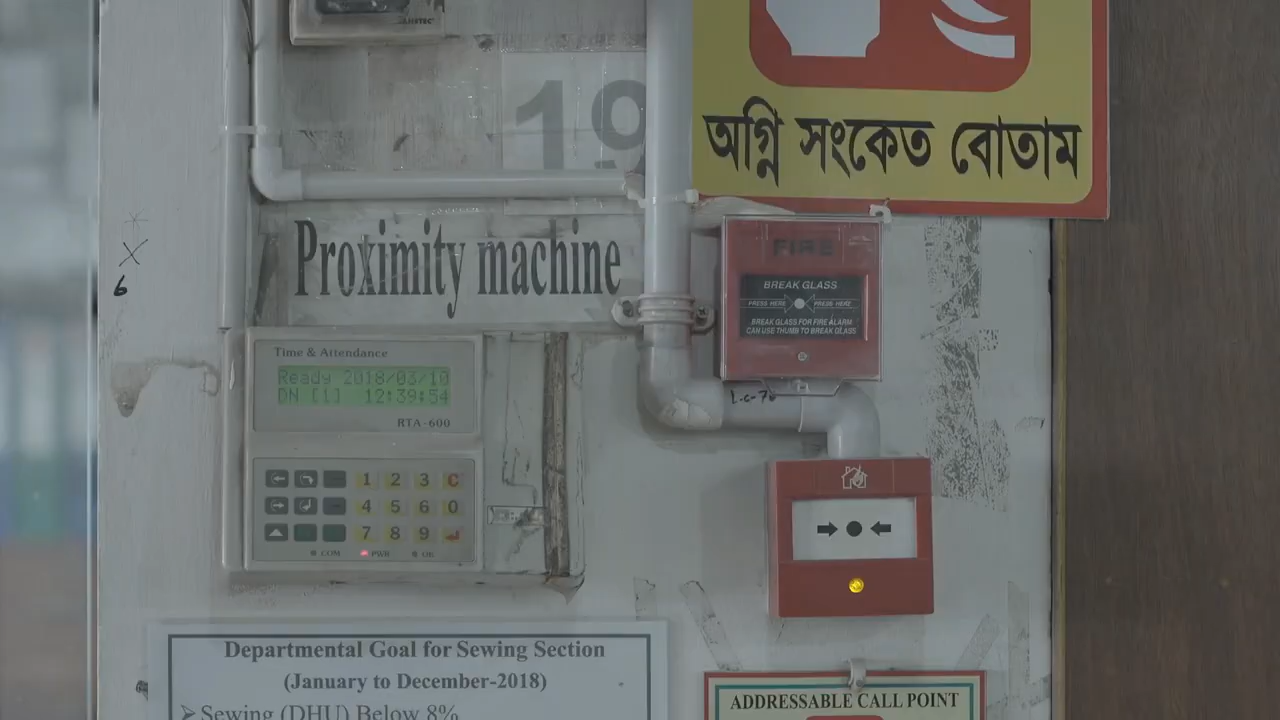 19
অগ্নি সংকেত বোতাম
Proximity machine
FIRE
BREAK GLASS
PRESS HERE PRESS HERE
BREAK GLASS FOR FIRE ALARM
CAN USE THUMB TO BREAK GLASS
X
6
Time & Attendance
Ready 2018/03/10
DN [1] 12:39:54
RTA-600
L-c-76
1 2 3 C
4 5 6 0
7 8 9
COM PWR OK
Departmental Goal for Sewing Section
(January to December-2018)
➢ Sewing (DHU) Below 8%
ADDRESSABLE CALL POINT